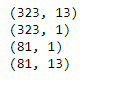 (323, 13)
(323, 1)
(81, 1)
(81, 13)